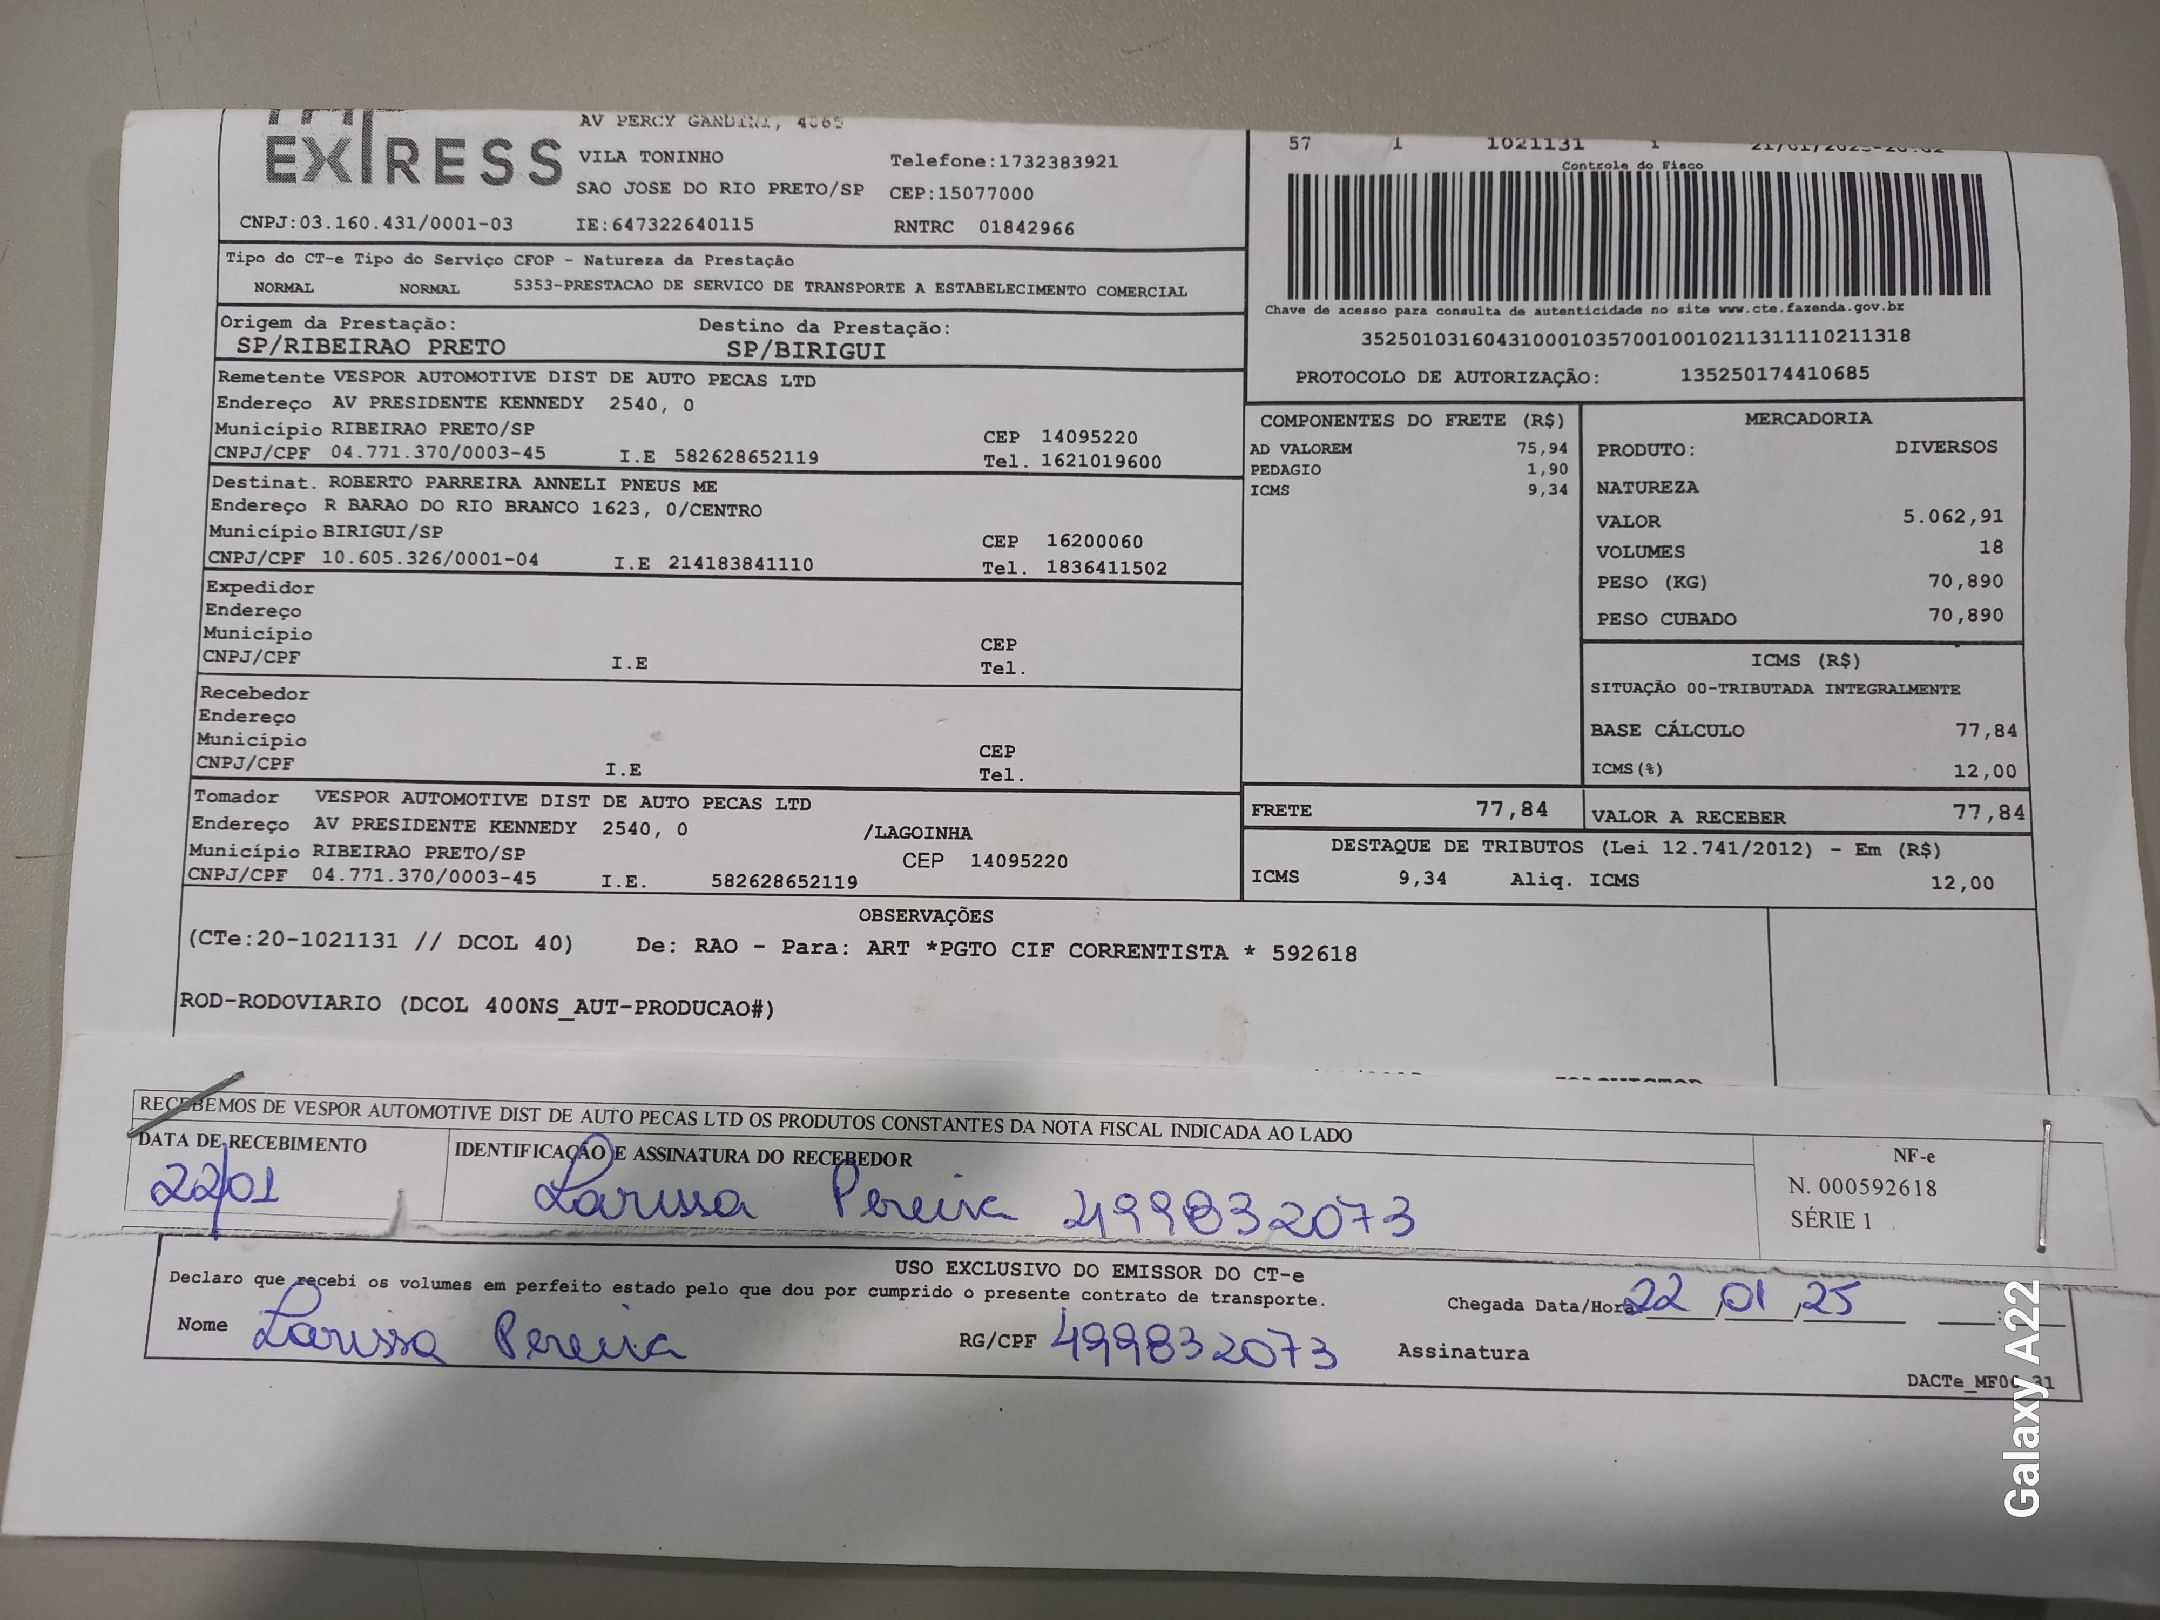 EXPRESS
AV PERCY GANDINI, 4065
VILA TONINHO Telefone:1732383921
SAO JOSE DO RIO PRETO/SP CEP:15077000
CNPJ:03.160.431/0001-03 IE:647322640115 RNTRC 01842966
57 1 1021131 1
Controle do Fisco
Tipo do CT-e Tipo do Serviço CFOP - Natureza da Prestação
NORMAL NORMAL 5353-PRESTACAO DE SERVICO DE TRANSPORTE A ESTABELECIMENTO COMERCIAL
Chave de acesso para consulta de autenticidade no site www.cte.fazenda.gov.br
35250103160431000103570010010211311110211318
PROTOCOLO DE AUTORIZAÇÃO: 135250174410685
Origem da Prestação: Destino da Prestação:
SP/RIBEIRAO PRETO SP/BIRIGUI
Remetente VESPOR AUTOMOTIVE DIST DE AUTO PECAS LTD
Endereço AV PRESIDENTE KENNEDY 2540, 0
Município RIBEIRAO PRETO/SP CEP 14095220
CNPJ/CPF 04.771.370/0003-45 I.E 582628652119 Tel. 1621019600
Destinat. ROBERTO PARREIRA ANNELI PNEUS ME
Endereço R BARAO DO RIO BRANCO 1623, 0/CENTRO
Município BIRIGUI/SP CEP 16200060
CNPJ/CPF 10.605.326/0001-04 I.E 214183841110 Tel. 1836411502
Expedidor
Endereço
Município CEP
CNPJ/CPF I.E Tel.
Recebedor
Endereço
Município CEP
CNPJ/CPF I.E Tel.
Tomador VESPOR AUTOMOTIVE DIST DE AUTO PECAS LTD
Endereço AV PRESIDENTE KENNEDY 2540, 0 /LAGOINHA
Município RIBEIRAO PRETO/SP CEP 14095220
CNPJ/CPF 04.771.370/0003-45 I.E. 582628652119
COMPONENTES DO FRETE (R$)
AD VALOREM 75,94
PEDAGIO 1,90
ICMS 9,34
MERCADORIA
PRODUTO: DIVERSOS
NATUREZA
VALOR 5.062,91
VOLUMES 18
PESO (KG) 70,890
PESO CUBADO 70,890
ICMS (R$)
SITUAÇÃO 00-TRIBUTADA INTEGRALMENTE
BASE CÁLCULO 77,84
ICMS(%) 12,00
FRETE 77,84 VALOR A RECEBER 77,84
DESTAQUE DE TRIBUTOS (Lei 12.741/2012) - Em (R$)
ICMS 9,34 Aliq. ICMS 12,00
OBSERVAÇÕES
(CTe:20-1021131 // DCOL 40) De: RAO - Para: ART *PGTO CIF CORRENTISTA * 592618
ROD-RODOVIARIO (DCOL 400NS_AUT-PRODUCAO#)
RECEBEMOS DE VESPOR AUTOMOTIVE DIST DE AUTO PECAS LTD OS PRODUTOS CONSTANTES DA NOTA FISCAL INDICADA AO LADO
DATA DE RECEBIMENTO IDENTIFICAÇÃO E ASSINATURA DO RECEBEDOR
22/01 Larissa Pereira 499832073
NF-e
N. 000592618
SÉRIE 1
USO EXCLUSIVO DO EMISSOR DO CT-e
Declaro que recebi os volumes em perfeito estado pelo que dou por cumprido o presente contrato de transporte.
Chegada Data/Hora 22/01/25
Nome Larissa Pereira RG/CPF 499832073 Assinatura
DACTe_MF00 31
Galaxy A22